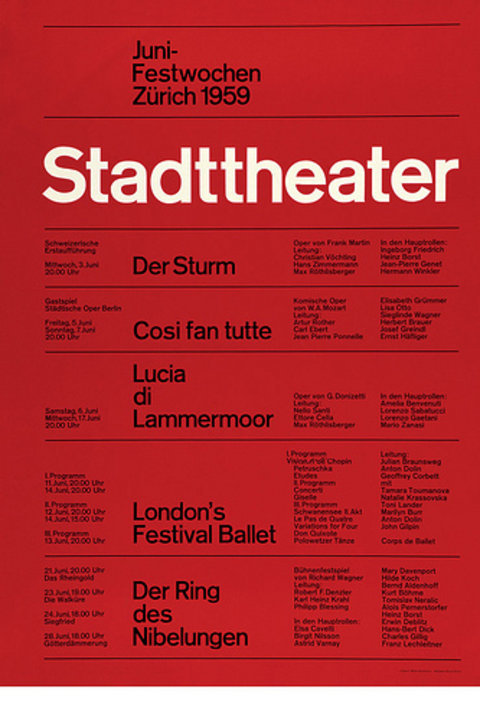 Juni-
Festwochen
Zürich 1959
Stadttheater
Schweizerische
Erstaufführung
Mittwoch, 3. Juni
20.00 Uhr
Der Sturm
Oper von Frank Martin
Leitung:
Christian Vöchting
Hans Zimmermann
Max Röthlisberger
In den Hauptrollen:
Ingeborg Friedrich
Heinz Borst
Jean-Pierre Genet
Hermann Winkler
Gastspiel
Städtische Oper Berlin
Freitag, 5. Juni
Sonntag, 7. Juni
20.00 Uhr
Cosi fan tutte
Komische Oper
von W. A. Mozart
Leitung:
Artur Rother
Carl Ebert
Jean Pierre Ponnelle
Elisabeth Grümmer
Lisa Otto
Sieglinde Wagner
Herbert Brauer
Josef Greindl
Ernst Häfliger
Samstag, 6. Juni
Mittwoch, 17. Juni
20.00 Uhr
Lucia
di
Lammermoor
Oper von G. Donizetti
Leitung:
Nello Santi
Ettore Cella
Max Röthlisberger
In den Hauptrollen:
Amelia Benvenuti
Lorenzo Sabatucci
Lorenzo Gaetani
Mario Zanasi
I. Programm
11. Juni, 20.00 Uhr
14. Juni, 20.00 Uhr
II. Programm
12. Juni, 20.00 Uhr
14. Juni, 15.00 Uhr
III. Programm
13. Juni, 20.00 Uhr
London's
Festival Ballet
I. Programm
Chopin
Petruschka
Etudes
II. Programm
Concerti
Giselle
III. Programm
Schwanensee II. Akt
Le Pas de Quatre
Variations for Four
Don Quixote
Polowetzer Tänze
Leitung:
Julian Braunsweg
Anton Dolin
Geoffrey Corbett
mit
Tamara Toumanova
Natalie Krassovska
Toni Lander
Marilyn Burr
Anton Dolin
John Gilpin
Corps de Ballet
21. Juni, 20.00 Uhr
Das Rheingold
23. Juni, 19.00 Uhr
Die Walküre
24. Juni, 18.00 Uhr
Siegfried
28. Juni, 18.00 Uhr
Götterdämmerung
Der Ring
des
Nibelungen
Bühnenfestspiel
von Richard Wagner
Leitung:
Robert F. Denzler
Karl Heinz Krahl
Philipp Blessing
In den Hauptrollen:
Elsa Cavelti
Birgit Nilsson
Astrid Varnay
Mary Davenport
Hilde Koch
Bernd Aldenhoff
Kurt Böhme
Tomislav Neralic
Alois Pernerstorfer
Heinz Borst
Erwin Deblitz
Hans-Bert Dick
Charles Gillig
Franz Lechleitner